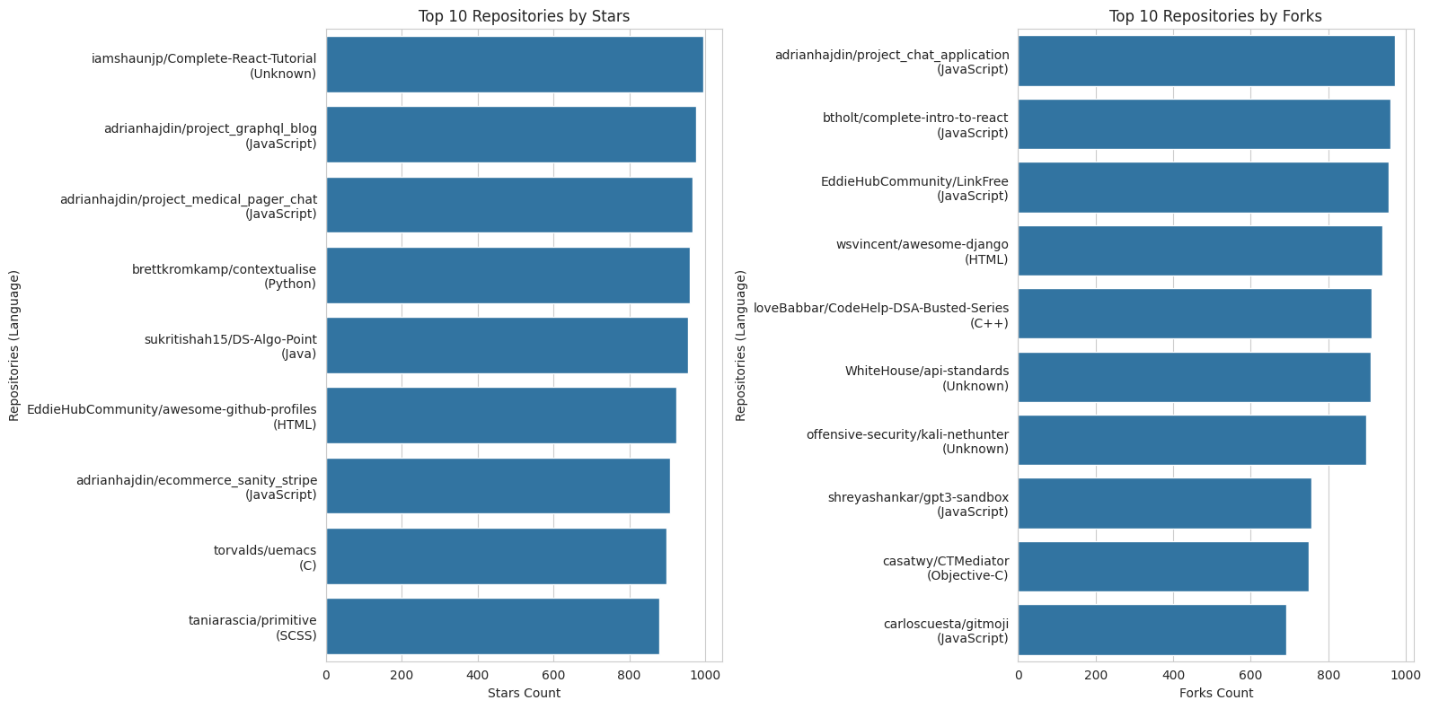 Top 10 Repositories by Stars
Repositories (Language)
iamshaunjp/Complete-React-Tutorial
(Unknown)
adrianhajdin/project_graphql_blog
(JavaScript)
adrianhajdin/project_medical_pager_chat
(JavaScript)
brettkromkamp/contextualise
(Python)
sukritishah15/DS-Algo-Point
(Java)
EddieHubCommunity/awesome-github-profiles
(HTML)
adrianhajdin/ecommerce_sanity_stripe
(JavaScript)
torvalds/uemacs
(C)
taniarascia/primitive
(SCSS)
0 200 400 600 800 1000
Stars Count
Top 10 Repositories by Forks
Repositories (Language)
adrianhajdin/project_chat_application
(JavaScript)
btholt/complete-intro-to-react
(JavaScript)
EddieHubCommunity/LinkFree
(JavaScript)
wsvincent/awesome-django
(HTML)
loveBabbar/CodeHelp-DSA-Busted-Series
(C++)
WhiteHouse/api-standards
(Unknown)
offensive-security/kali-nethunter
(Unknown)
shreyashankar/gpt3-sandbox
(JavaScript)
casatwy/CTMediator
(Objective-C)
carloscuesta/gitmoji
(JavaScript)
0 200 400 600 800 1000
Forks Count